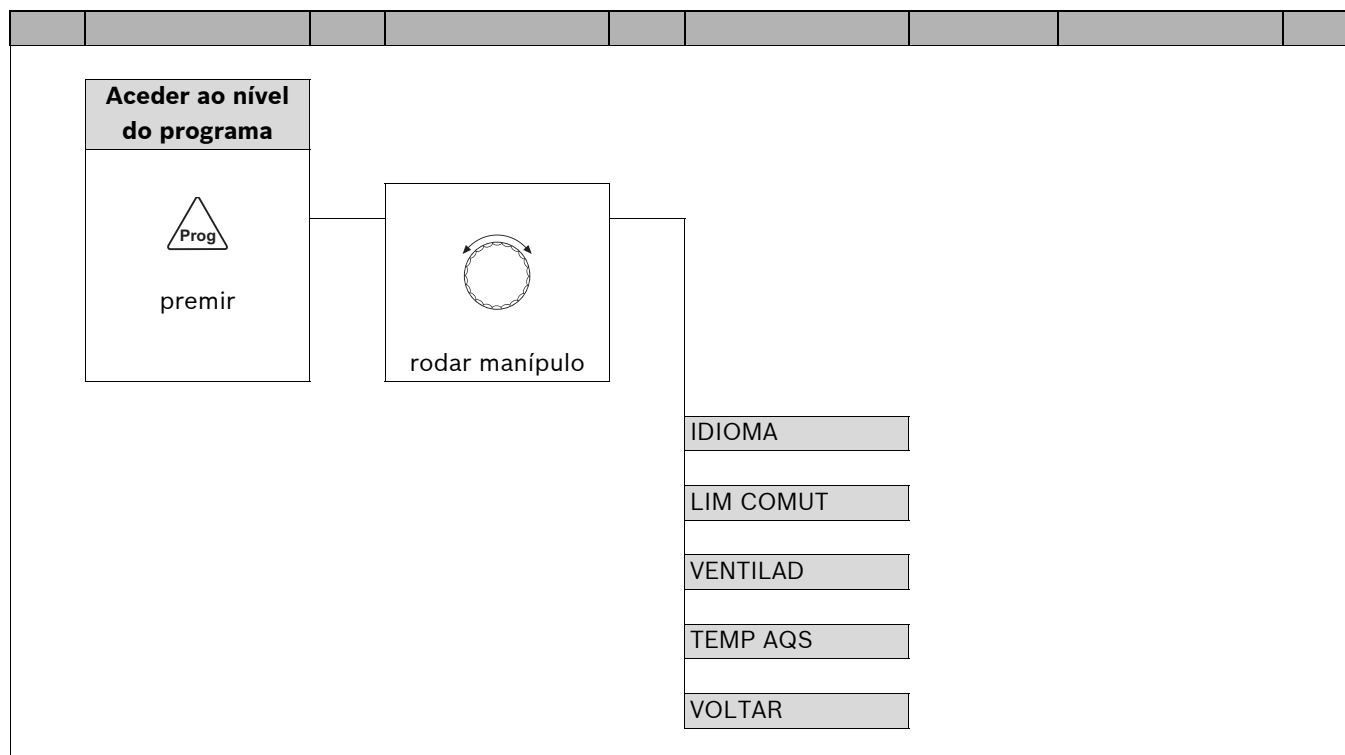 Aceder ao nível
do programa
Prog
premir
rodar manípulo
IDIOMA
LIM COMUT
VENTILAD
TEMP AQS
VOLTAR